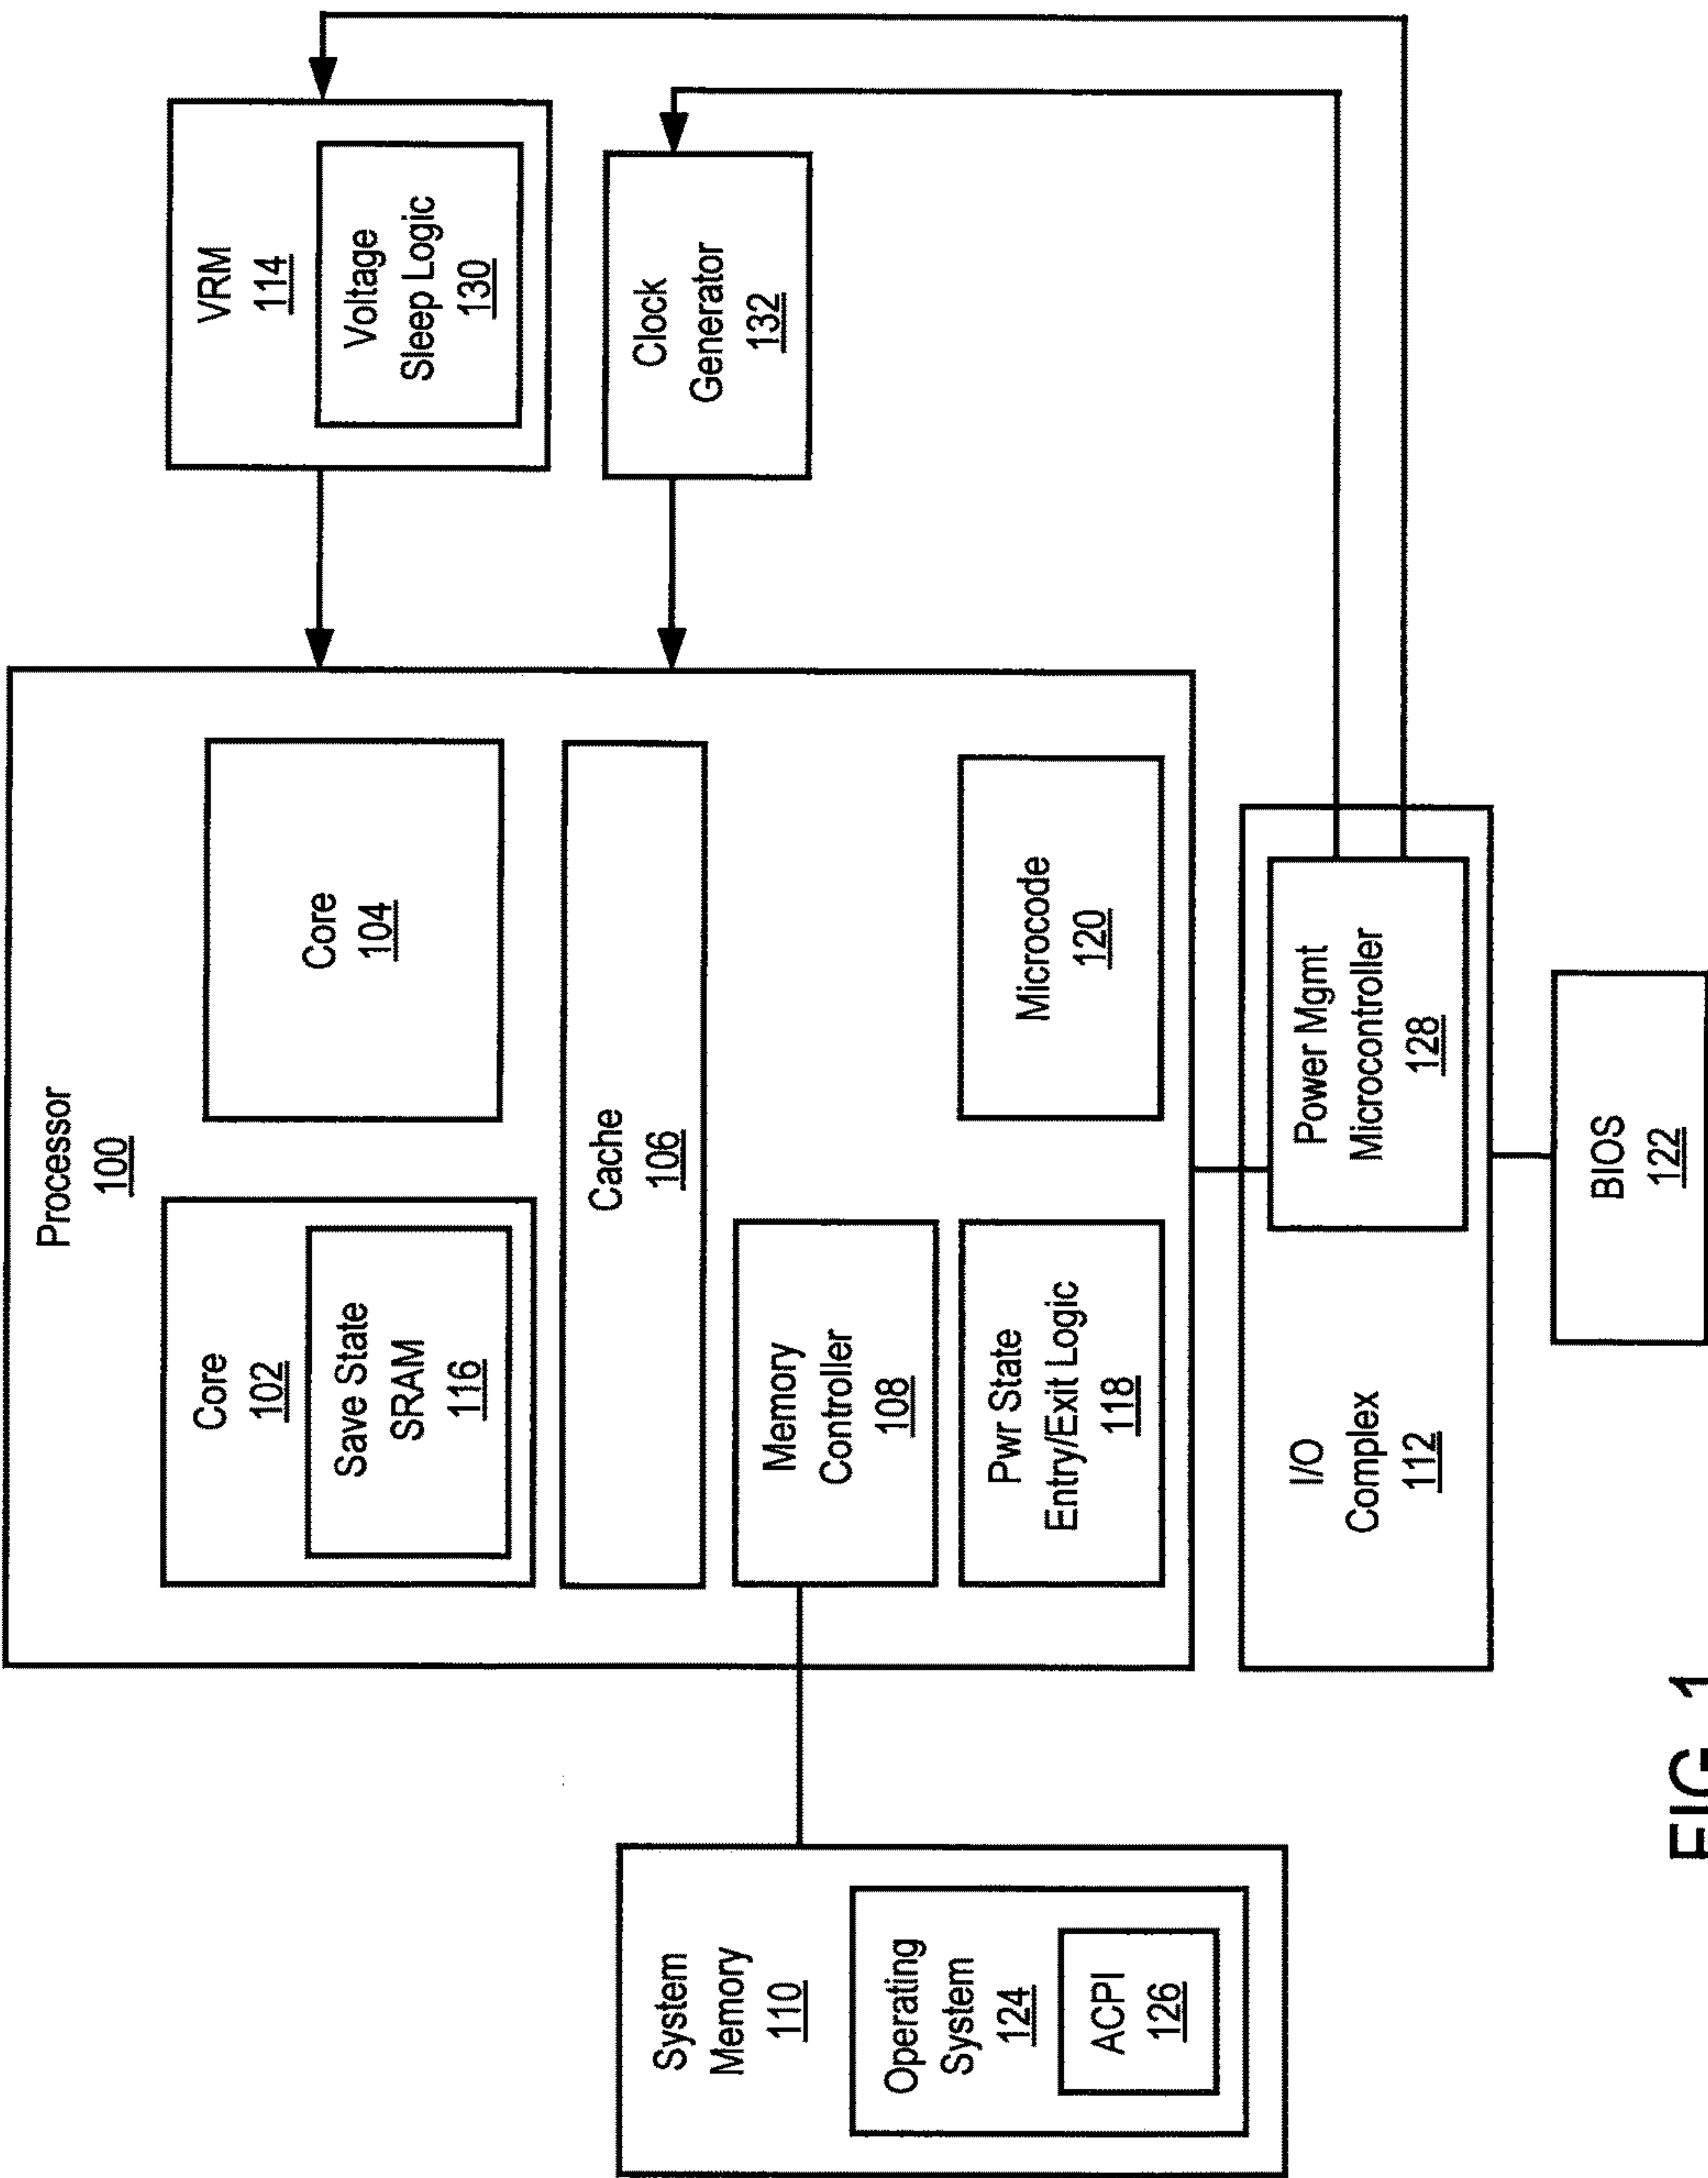 Processor
100
Core
102
Save State
SRAM
116
Core
104
Cache
106
Memory
Controller
108
Pwr State
Entry/Exit Logic
118
Microcode
120
VRM
114
Voltage
Sleep Logic
130
Clock
Generator
132
System
Memory
110
Operating
System
124
ACPI
126
I/O
Complex
112
Power Mgmt
Microcontroller
128
BIOS
122
FIG. 1